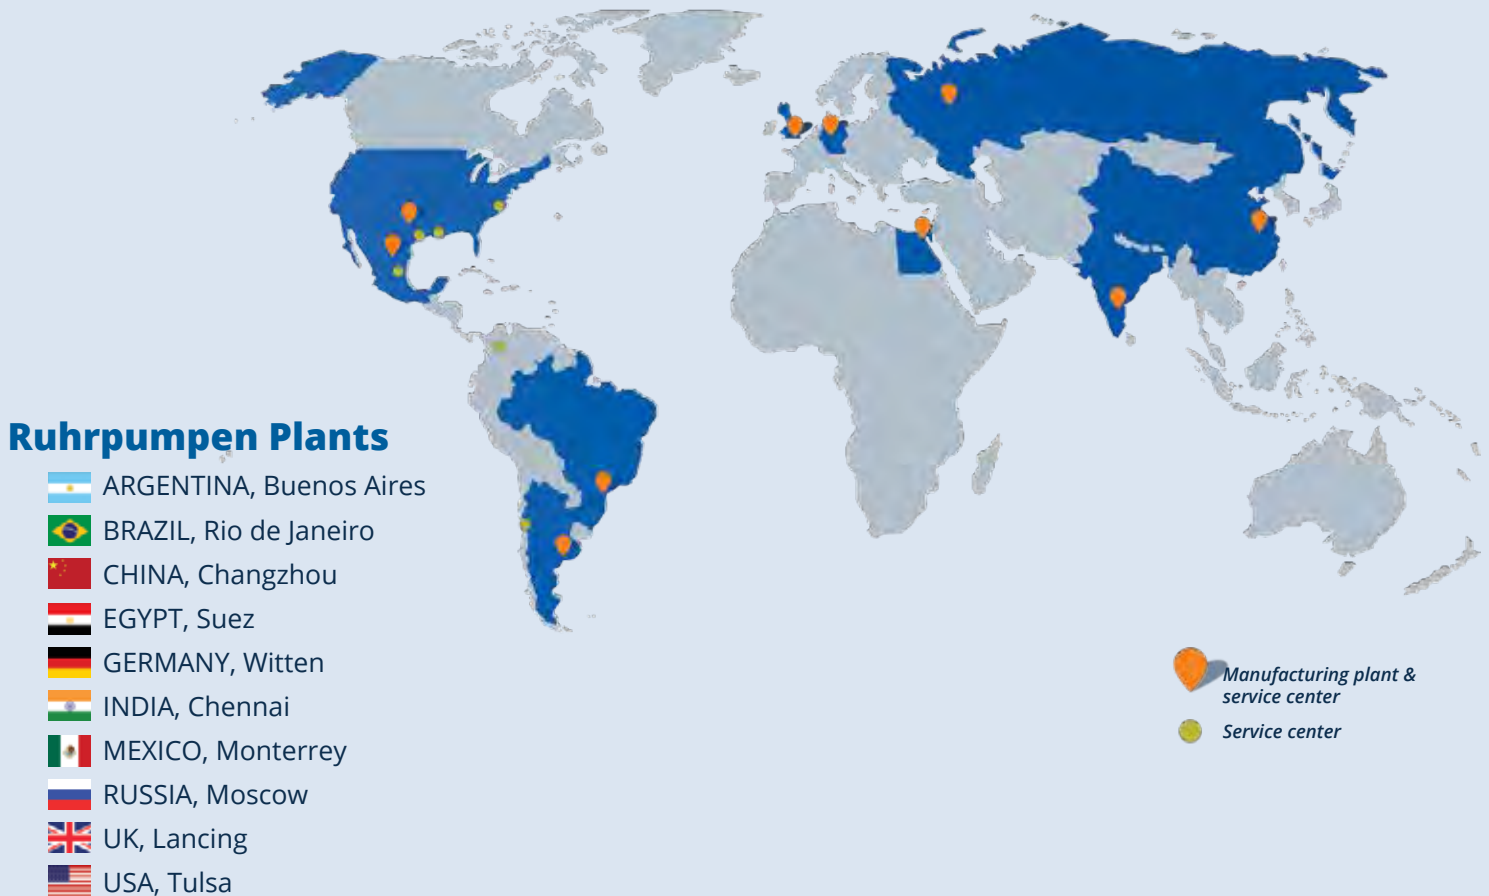 Ruhrpumpen Plants
ARGENTINA, Buenos Aires
BRAZIL, Rio de Janeiro
CHINA, Changzhou
EGYPT, Suez
GERMANY, Witten
INDIA, Chennai
MEXICO, Monterrey
RUSSIA, Moscow
UK, Lancing
USA, Tulsa
Manufacturing plant &
service center
Service center